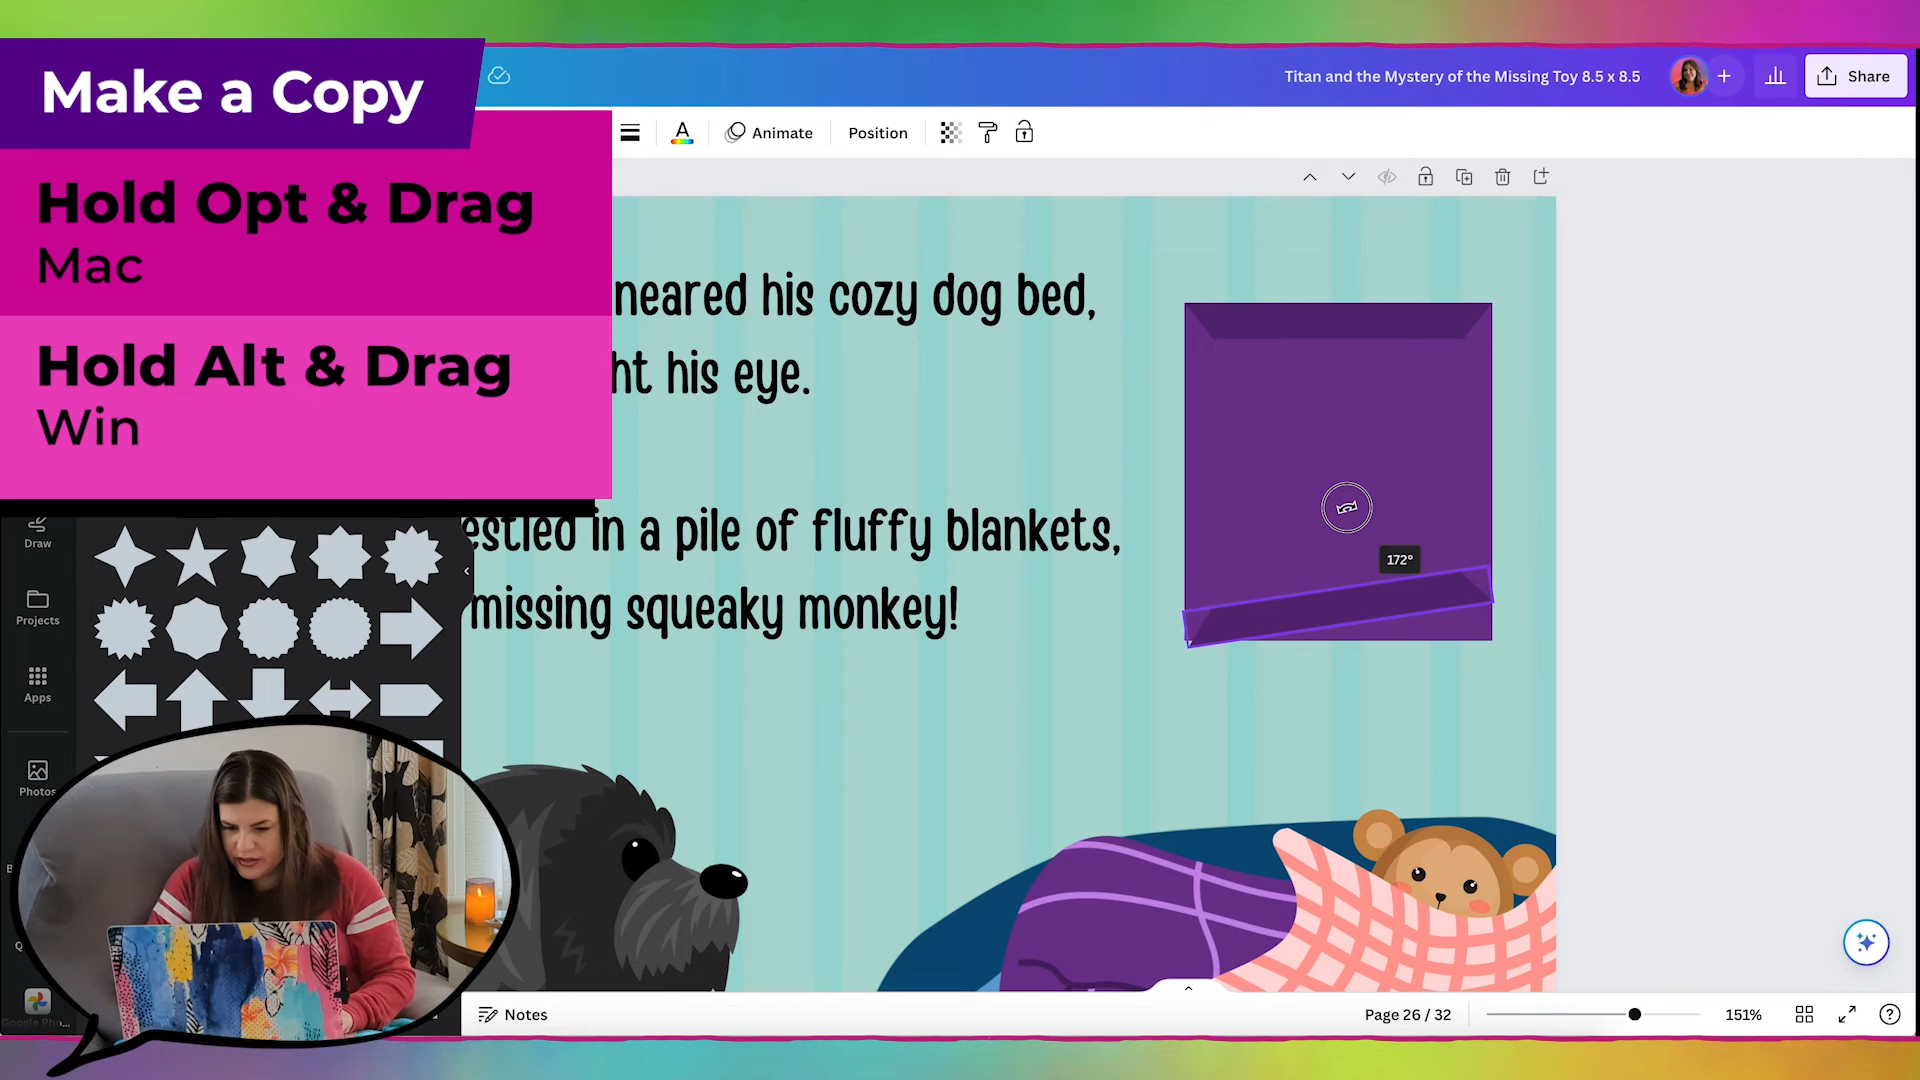 Make a Copy
Hold Opt & Drag
Mac
Hold Alt & Drag
Win
Titan and the Mystery of the Missing Toy 8.5 x 8.5
Share
A
Animate
Position
neared his cozy dog bed,
ht his eye.
estled in a pile of fluffy blankets,
missing squeaky monkey!
172°
Draw
Projects
Apps
Photos
Google Pho...
Notes
Page 26 / 32
151%